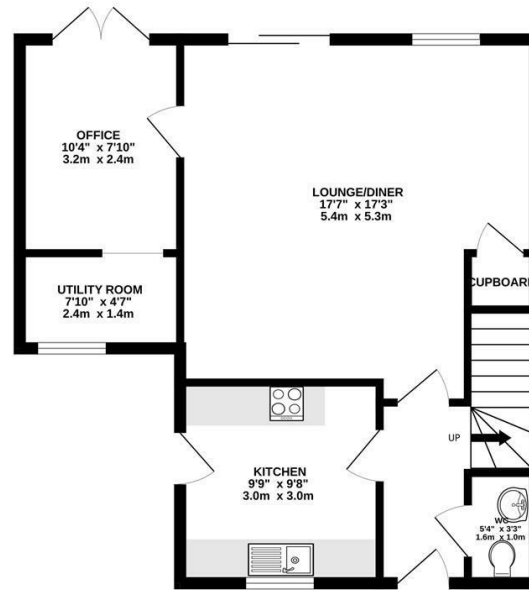 OFFICE
10'4" x 7'10"
3.2m x 2.4m
LOUNGE/DINER
17'7" x 17'3"
5.4m x 5.3m
CUPBOARD
UTILITY ROOM
7'10" x 4'7"
2.4m x 1.4m
UP
KITCHEN
9'9" x 9'8"
3.0m x 3.0m
WC
5'4" x 3'3"
1.6m x 1.0m